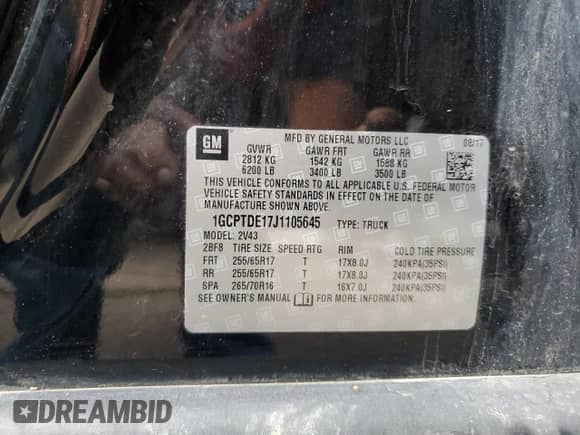 MFD BY GENERAL MOTORS LLC 08/17
GM GVWR GAWR FRT GAWR RR
2812 KG 1542 KG 1588 KG
6200 LB 3400 LB 3500 LB
THIS VEHICLE CONFORMS TO ALL APPLICABLE U.S. FEDERAL MOTOR
VEHICLE SAFETY STANDARDS IN EFFECT ON THE DATE OF
MANUFACTURE SHOWN ABOVE.
1GCPTDE17J1105645 TYPE: TRUCK
MODEL: 2V43
2BF8 TIRE SIZE SPEED RTG RIM COLD TIRE PRESSURE
FRT 255/65R17 T 17X8.0J 240KPA(35PSI)
RR 255/65R17 T 17X8.0J 240KPA(35PSI)
SPA 265/70R16 T 16X7.0J 240KPA(35PSI)
SEE OWNER'S MANUAL FOR MORE INFORMATION.
DREAMBID